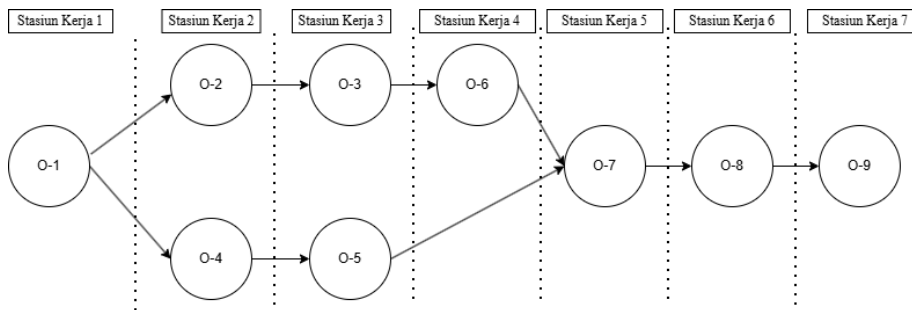 Stasiun Kerja 1
Stasiun Kerja 2
Stasiun Kerja 3
Stasiun Kerja 4
Stasiun Kerja 5
Stasiun Kerja 6
Stasiun Kerja 7
O-2
O-3
O-6
O-1
O-7
O-8
O-9
O-4
O-5